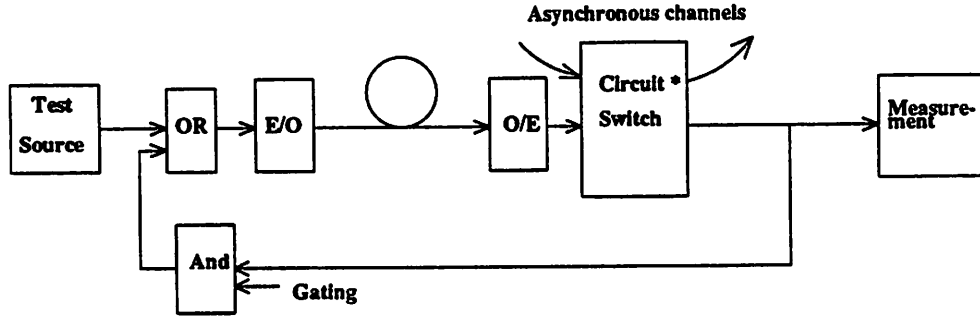 Asynchronous channels
Test
Source
OR
E/O
O/E
Circuit *
Switch
Measure-
ment
And
Gating